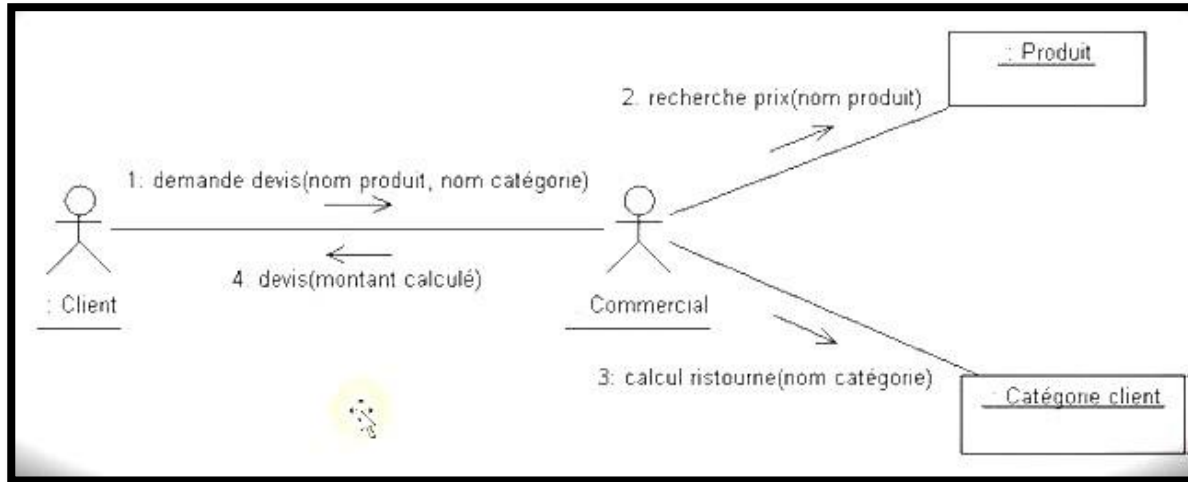 : Produit
2. recherche prix(nom produit)
1: demande devis(nom produit, nom catégorie)
4: devis(montant calculé)
: Client
: Commercial
3: calcul ristourne(nom catégorie)
: Catégorie client